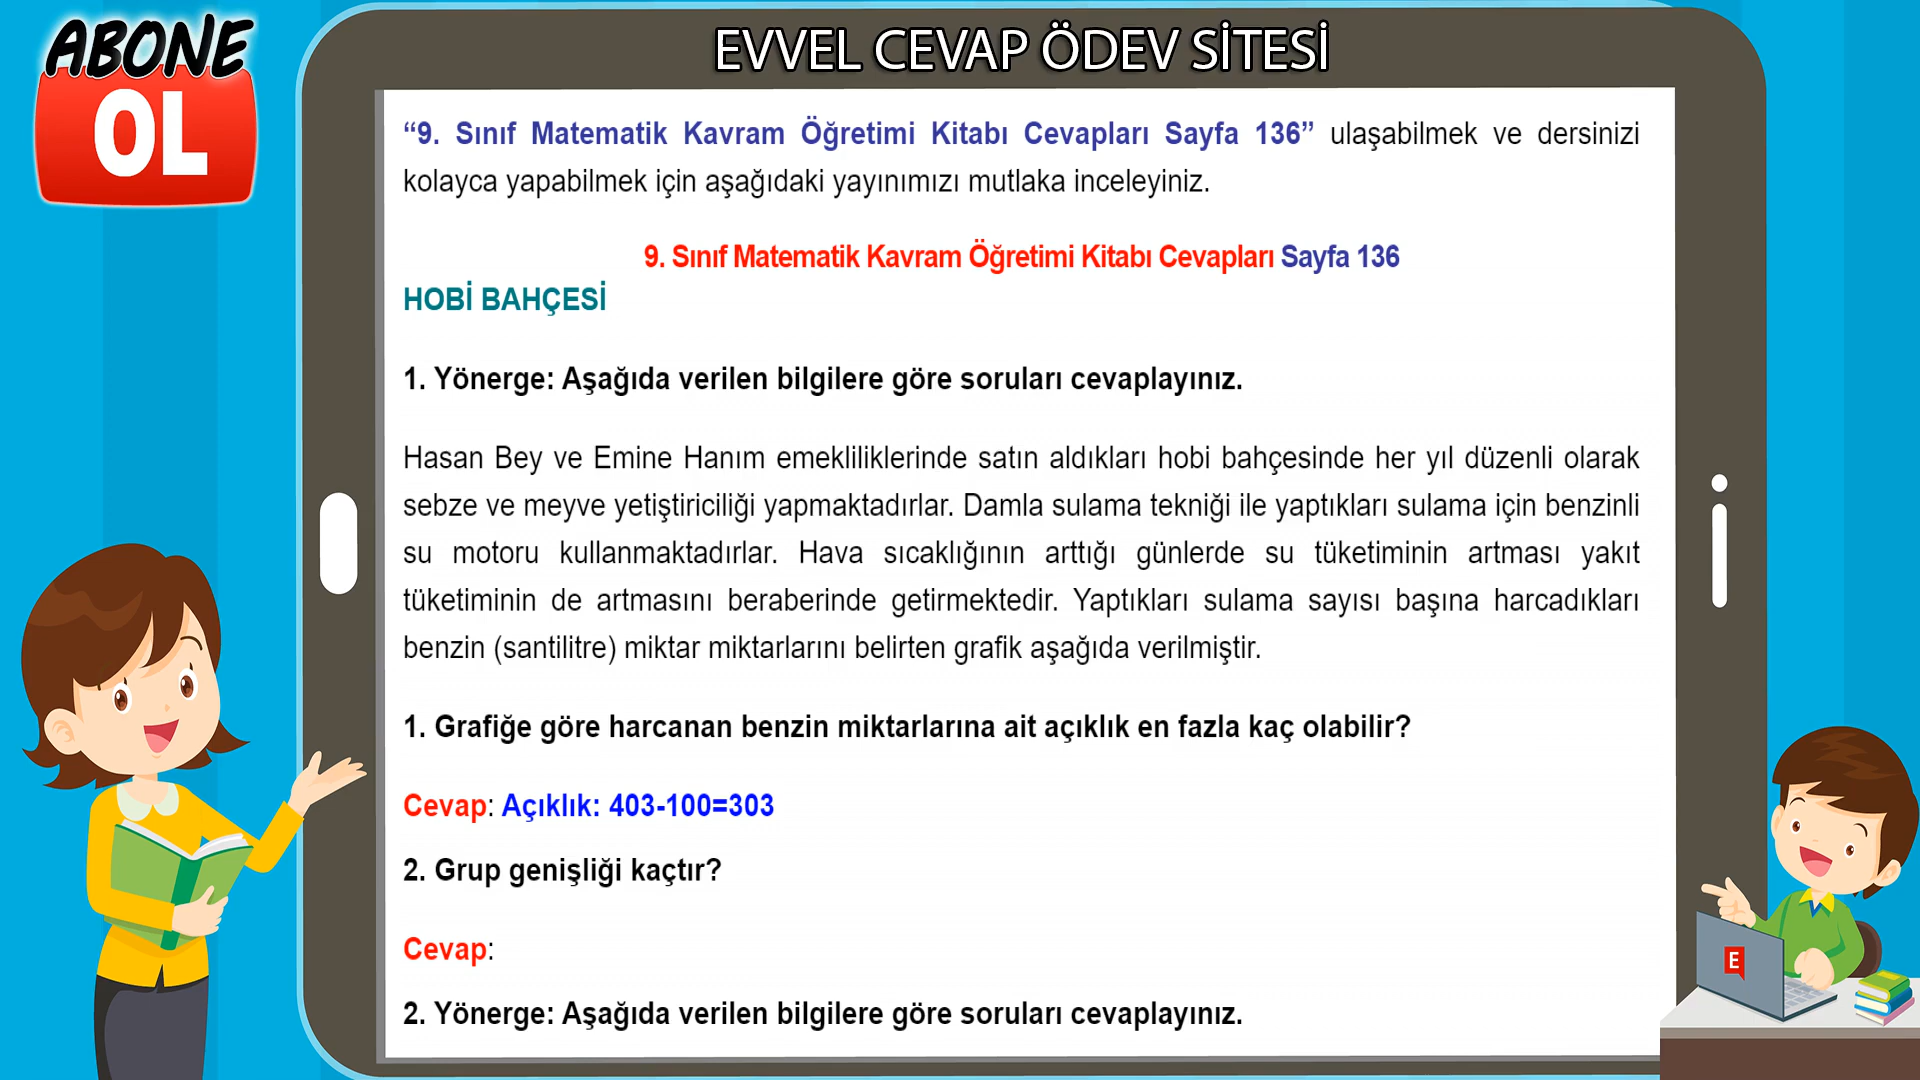 ABONE
OL
EVVEL CEVAP ÖDEV SİTESİ
“9. Sınıf Matematik Kavram Öğretimi Kitabı Cevapları Sayfa 136” ulaşabilmek ve dersinizi
kolayca yapabilmek için aşağıdaki yayınımızı mutlaka inceleyiniz.
9. Sınıf Matematik Kavram Öğretimi Kitabı Cevapları Sayfa 136
HOBİ BAHÇESİ
1. Yönerge: Aşağıda verilen bilgilere göre soruları cevaplayınız.
Hasan Bey ve Emine Hanım emekliliklerinde satın aldıkları hobi bahçesinde her yıl düzenli olarak
sebze ve meyve yetiştiriciliği yapmaktadırlar. Damla sulama tekniği ile yaptıkları sulama için benzinli
su motoru kullanmaktadırlar. Hava sıcaklığının arttığı günlerde su tüketiminin artması yakıt
tüketiminin de artmasını beraberinde getirmektedir. Yaptıkları sulama sayısı başına harcadıkları
benzin (santilitre) miktar miktarlarını belirten grafik aşağıda verilmiştir.
1. Grafiğe göre harcanan benzin miktarlarına ait açıklık en fazla kaç olabilir?
Cevap: Açıklık: 403-100=303
2. Grup genişliği kaçtır?
Cevap:
2. Yönerge: Aşağıda verilen bilgilere göre soruları cevaplayınız.
E